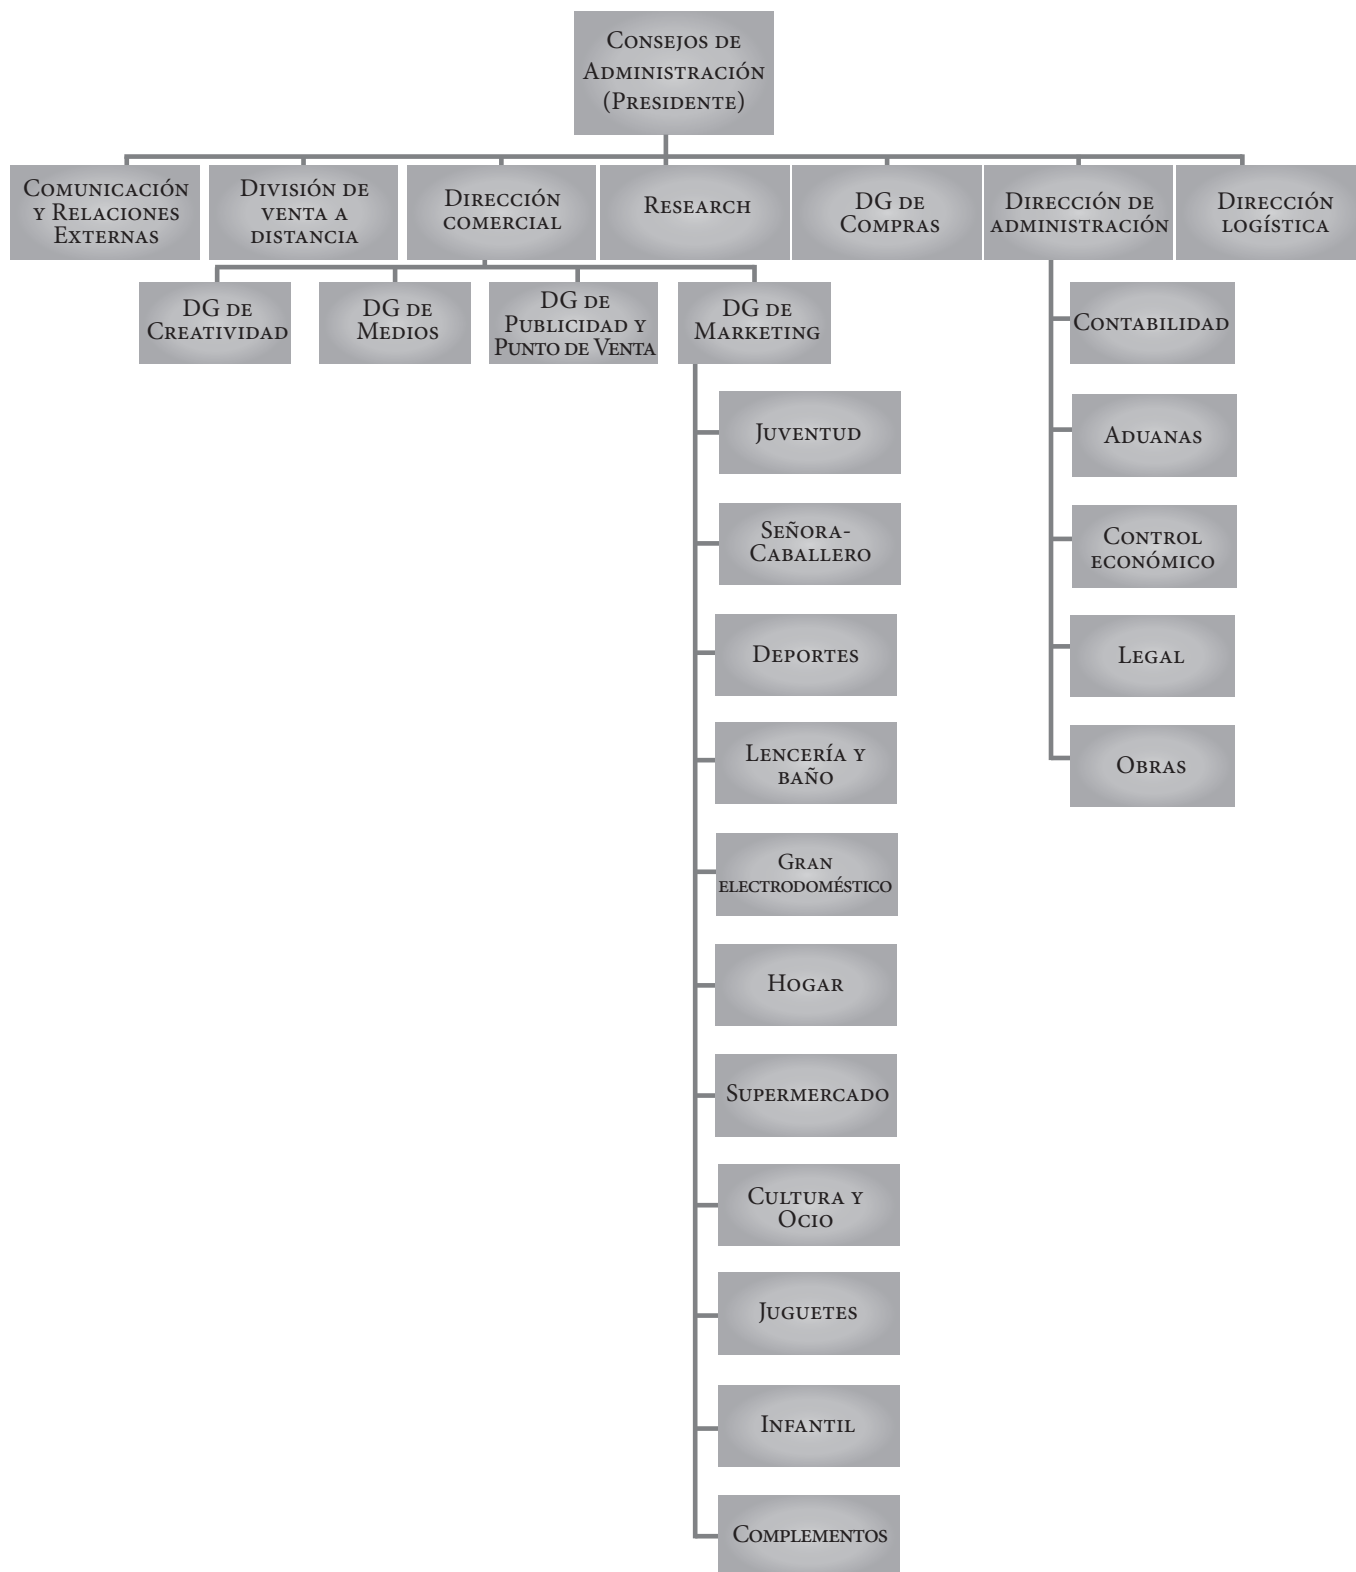 Consejos de
Administración
(Presidente)
Comunicación
y Relaciones
Externas
División de
venta a
distancia
Dirección
comercial
Research
DG de
Compras
Dirección de
administración
Dirección
logística
DG de
Creatividad
DG de
Medios
DG de
Publicidad y
Punto de Venta
DG de
Marketing
Juventud
Señora-
Caballero
Deportes
Lencería y
baño
Gran
electrodoméstico
Hogar
Supermercado
Cultura y
Ocio
Juguetes
Infantil
Complementos
Contabilidad
Aduanas
Control
económico
Legal
Obras